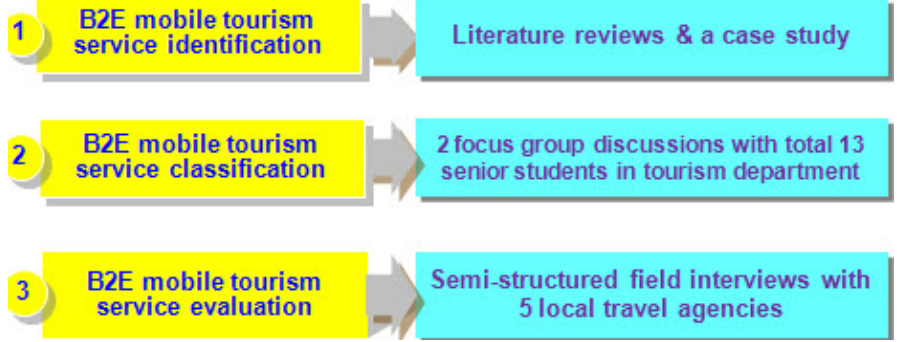 1
B2E mobile tourism
service identification
Literature reviews & a case study
2
B2E mobile tourism
service classification
2 focus group discussions with total 13
senior students in tourism department
3
B2E mobile tourism
service evaluation
Semi-structured field interviews with
5 local travel agencies